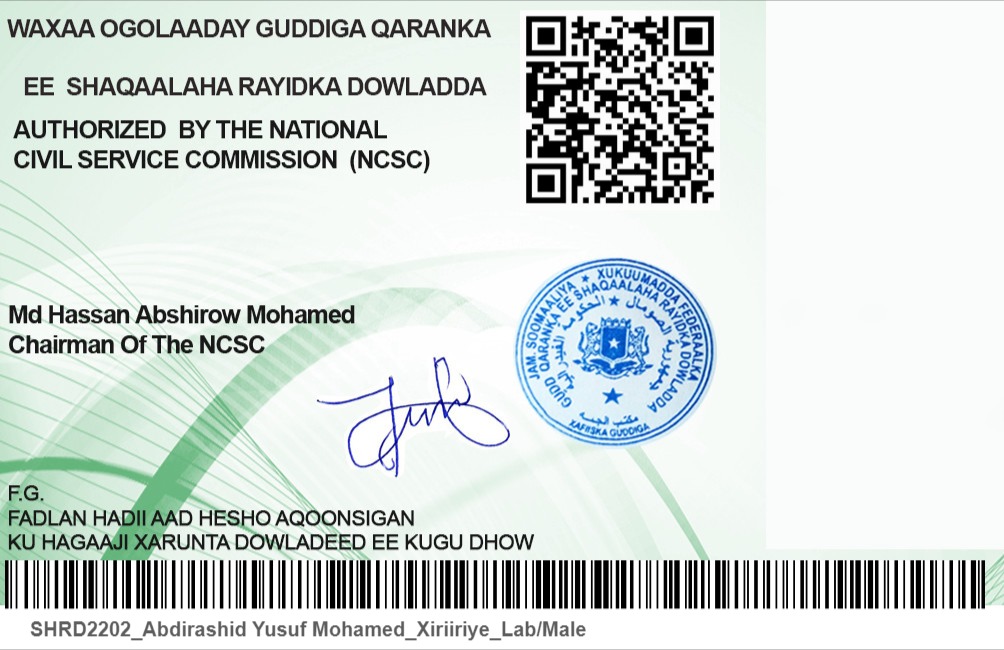 WAXAA OGOLAADAY GUDDIGA QARANKA
EE SHAQAALAHA RAYIDKA DOWLADDA
AUTHORIZED BY THE NATIONAL
CIVIL SERVICE COMMISSION (NCSC)
Md Hassan Abshirow Mohamed
Chairman Of The NCSC
JAM. SOOMAALIYA ★ XUKUUMADDA FEDERAALKA
GUDD QARANKA EE SHAQAALAHA RAYIDKA DOWLADDA
مكتب
XAFIISKA GUDDIGA
F.G.
FADLAN HADII AAD HESHO AQOONSIGAN
KU HAGAAJI XARUNTA DOWLADEED EE KUGU DHOW
SHRD2202_Abdirashid Yusuf Mohamed_Xiriiriye_Lab/Male